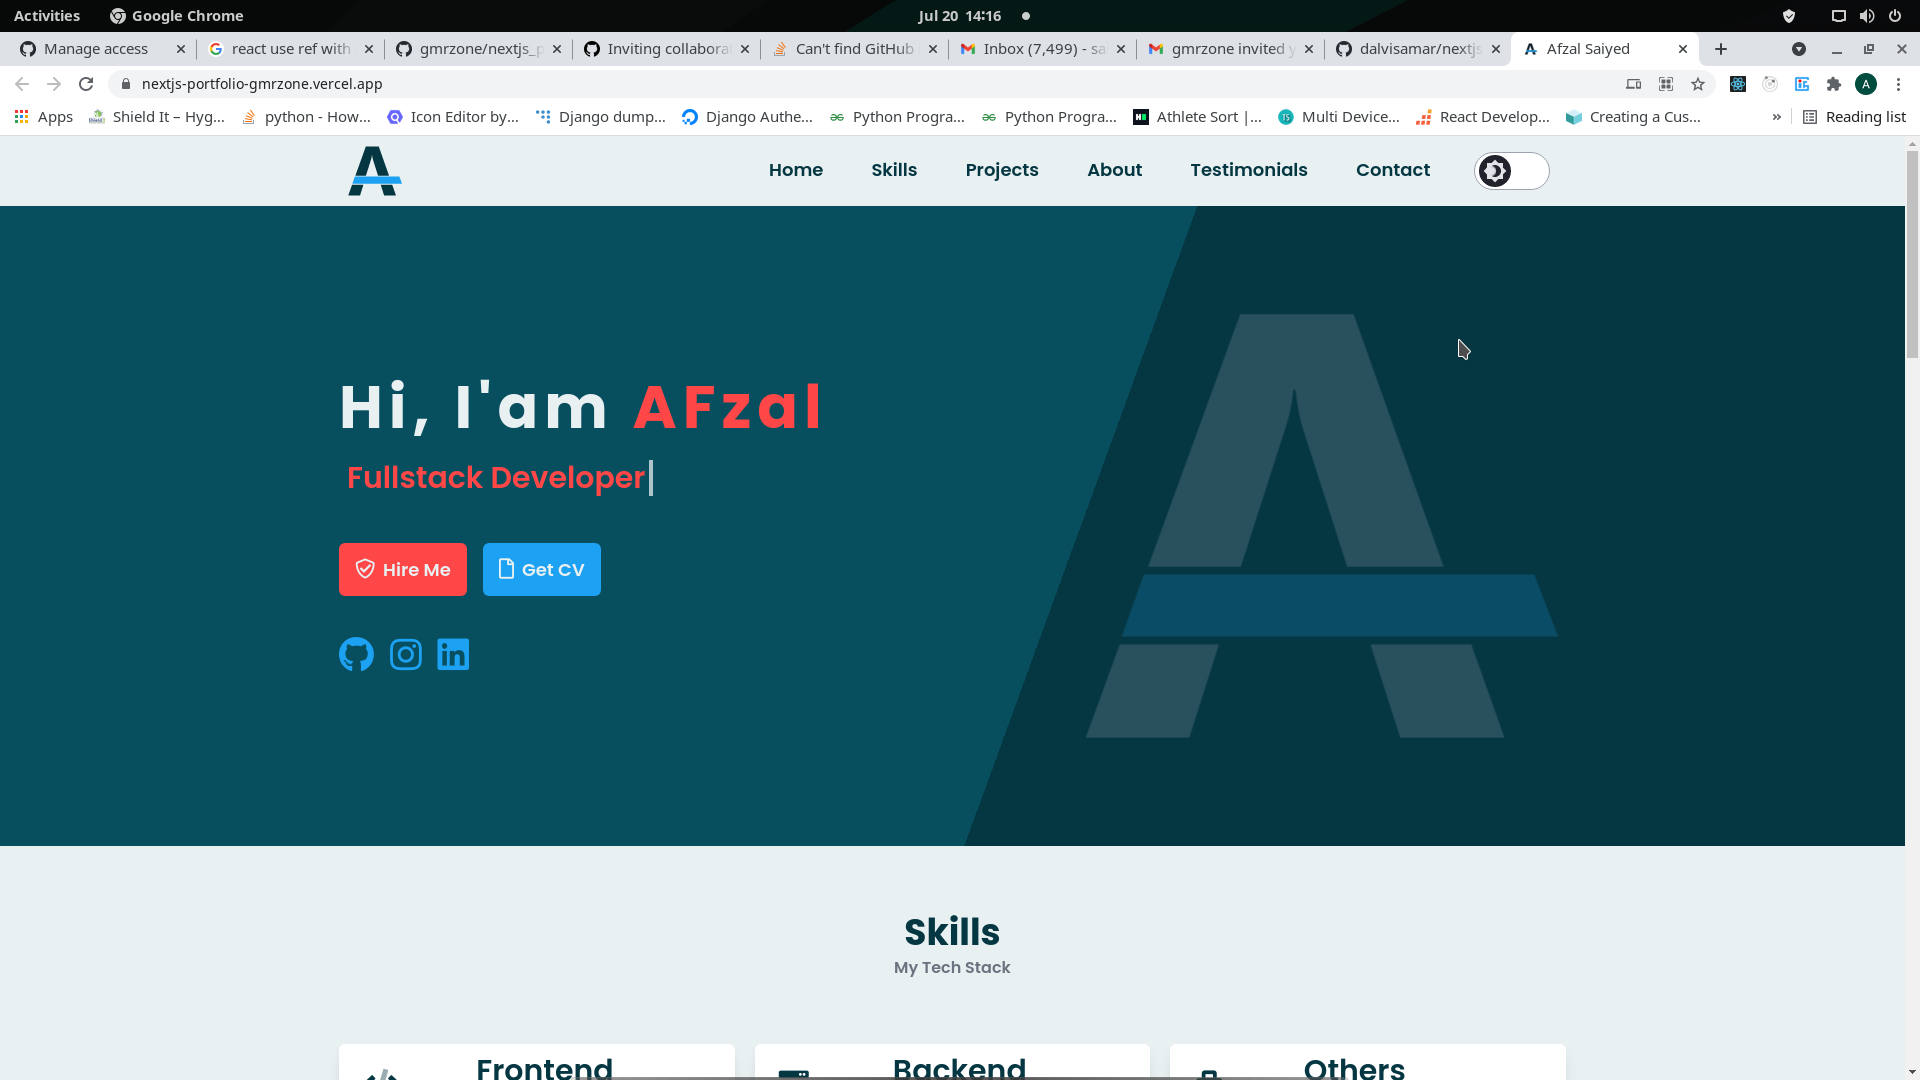 Activities Google Chrome Jul 20 14:16
Manage access react use ref with gmrzone/nextjs_p Inviting collabora Can't find GitHub Inbox (7,499) - sa gmrzone invited y dalvisamar/nextjs Afzal Saiyed
nextjs-portfolio-gmrzone.vercel.app A
Apps Shield It – Hyg... python - How... Icon Editor by... Django dump... Django Authe... Python Progra... Python Progra... Athlete Sort |... Multi Device... React Develop... Creating a Cus... » Reading list
Home Skills Projects About Testimonials Contact
Hi, I'am AFzal
Fullstack Developer
Hire Me Get CV
Skills
My Tech Stack
Frontend Backend Others